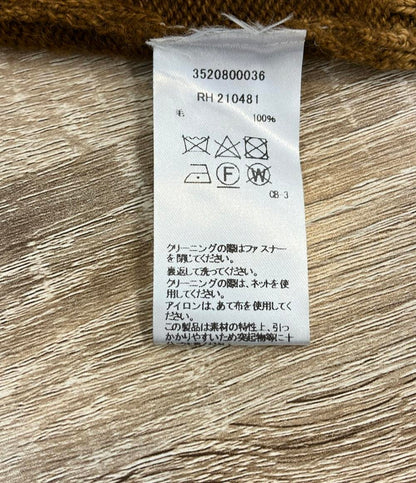 3520800036
RH 210481
毛 100%
F W
CB-3
クリーニングの際はファスナー
を閉じてください。
裏返して洗ってください。
クリーニングの際は、ネットを使
用してください。
アイロンは、あて布を使用してく
ださい。
この製品は素材の特性上、引っ
かかりやすいため突起物等に十